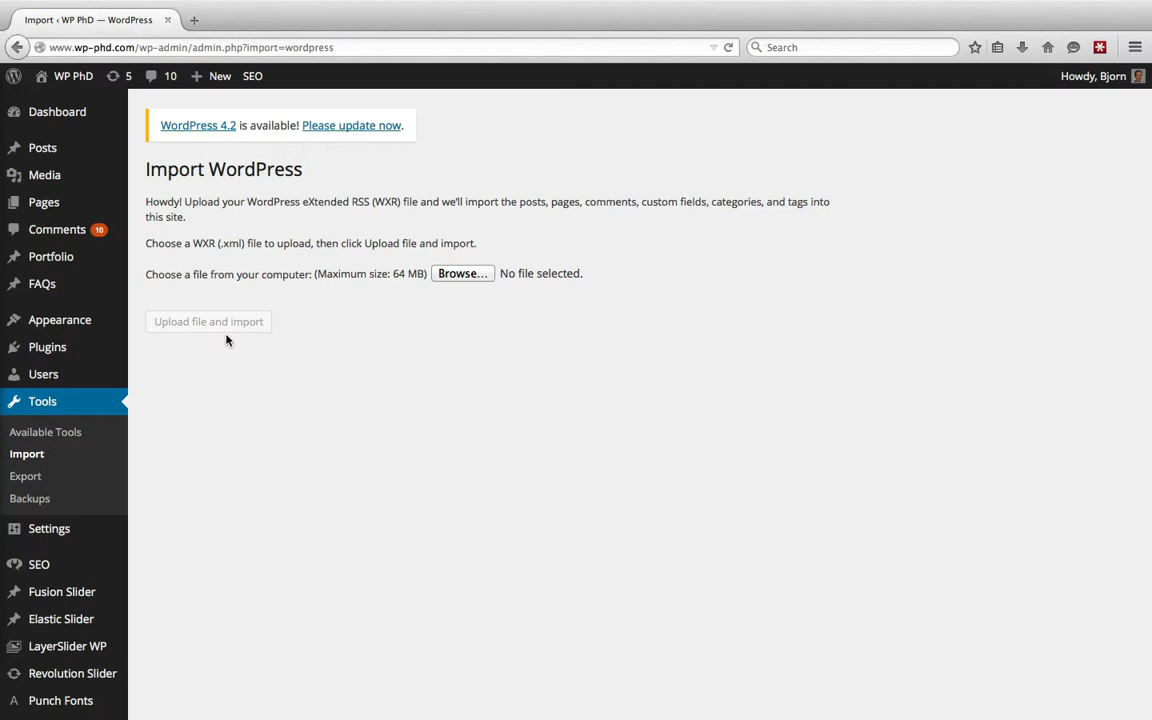 Import ‹ WP PhD — WordPress
www.wp-phd.com/wp-admin/admin.php?import=wordpress
Search
WP PhD 5 10 New SEO
Howdy, Bjorn
Dashboard
Posts
Media
Pages
Comments 10
Portfolio
FAQs
Appearance
Plugins
Users
Tools
Available Tools
Import
Export
Backups
Settings
SEO
Fusion Slider
Elastic Slider
LayerSlider WP
Revolution Slider
Punch Fonts
WordPress 4.2 is available! Please update now.
Import WordPress
Howdy! Upload your WordPress eXtended RSS (WXR) file and we'll import the posts, pages, comments, custom fields, categories, and tags into
this site.
Choose a WXR (.xml) file to upload, then click Upload file and import.
Choose a file from your computer: (Maximum size: 64 MB) Browse... No file selected.
Upload file and import